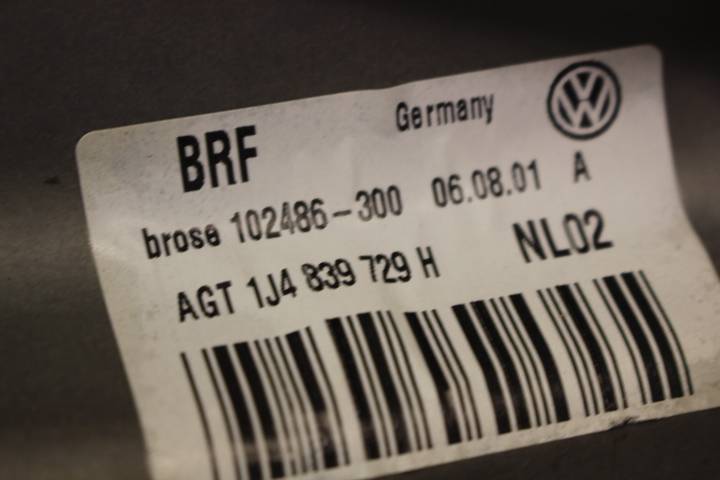 Germany
BRF
brose 102486-300 06.08.01 A
AGT 1J4 839 729 H NL02